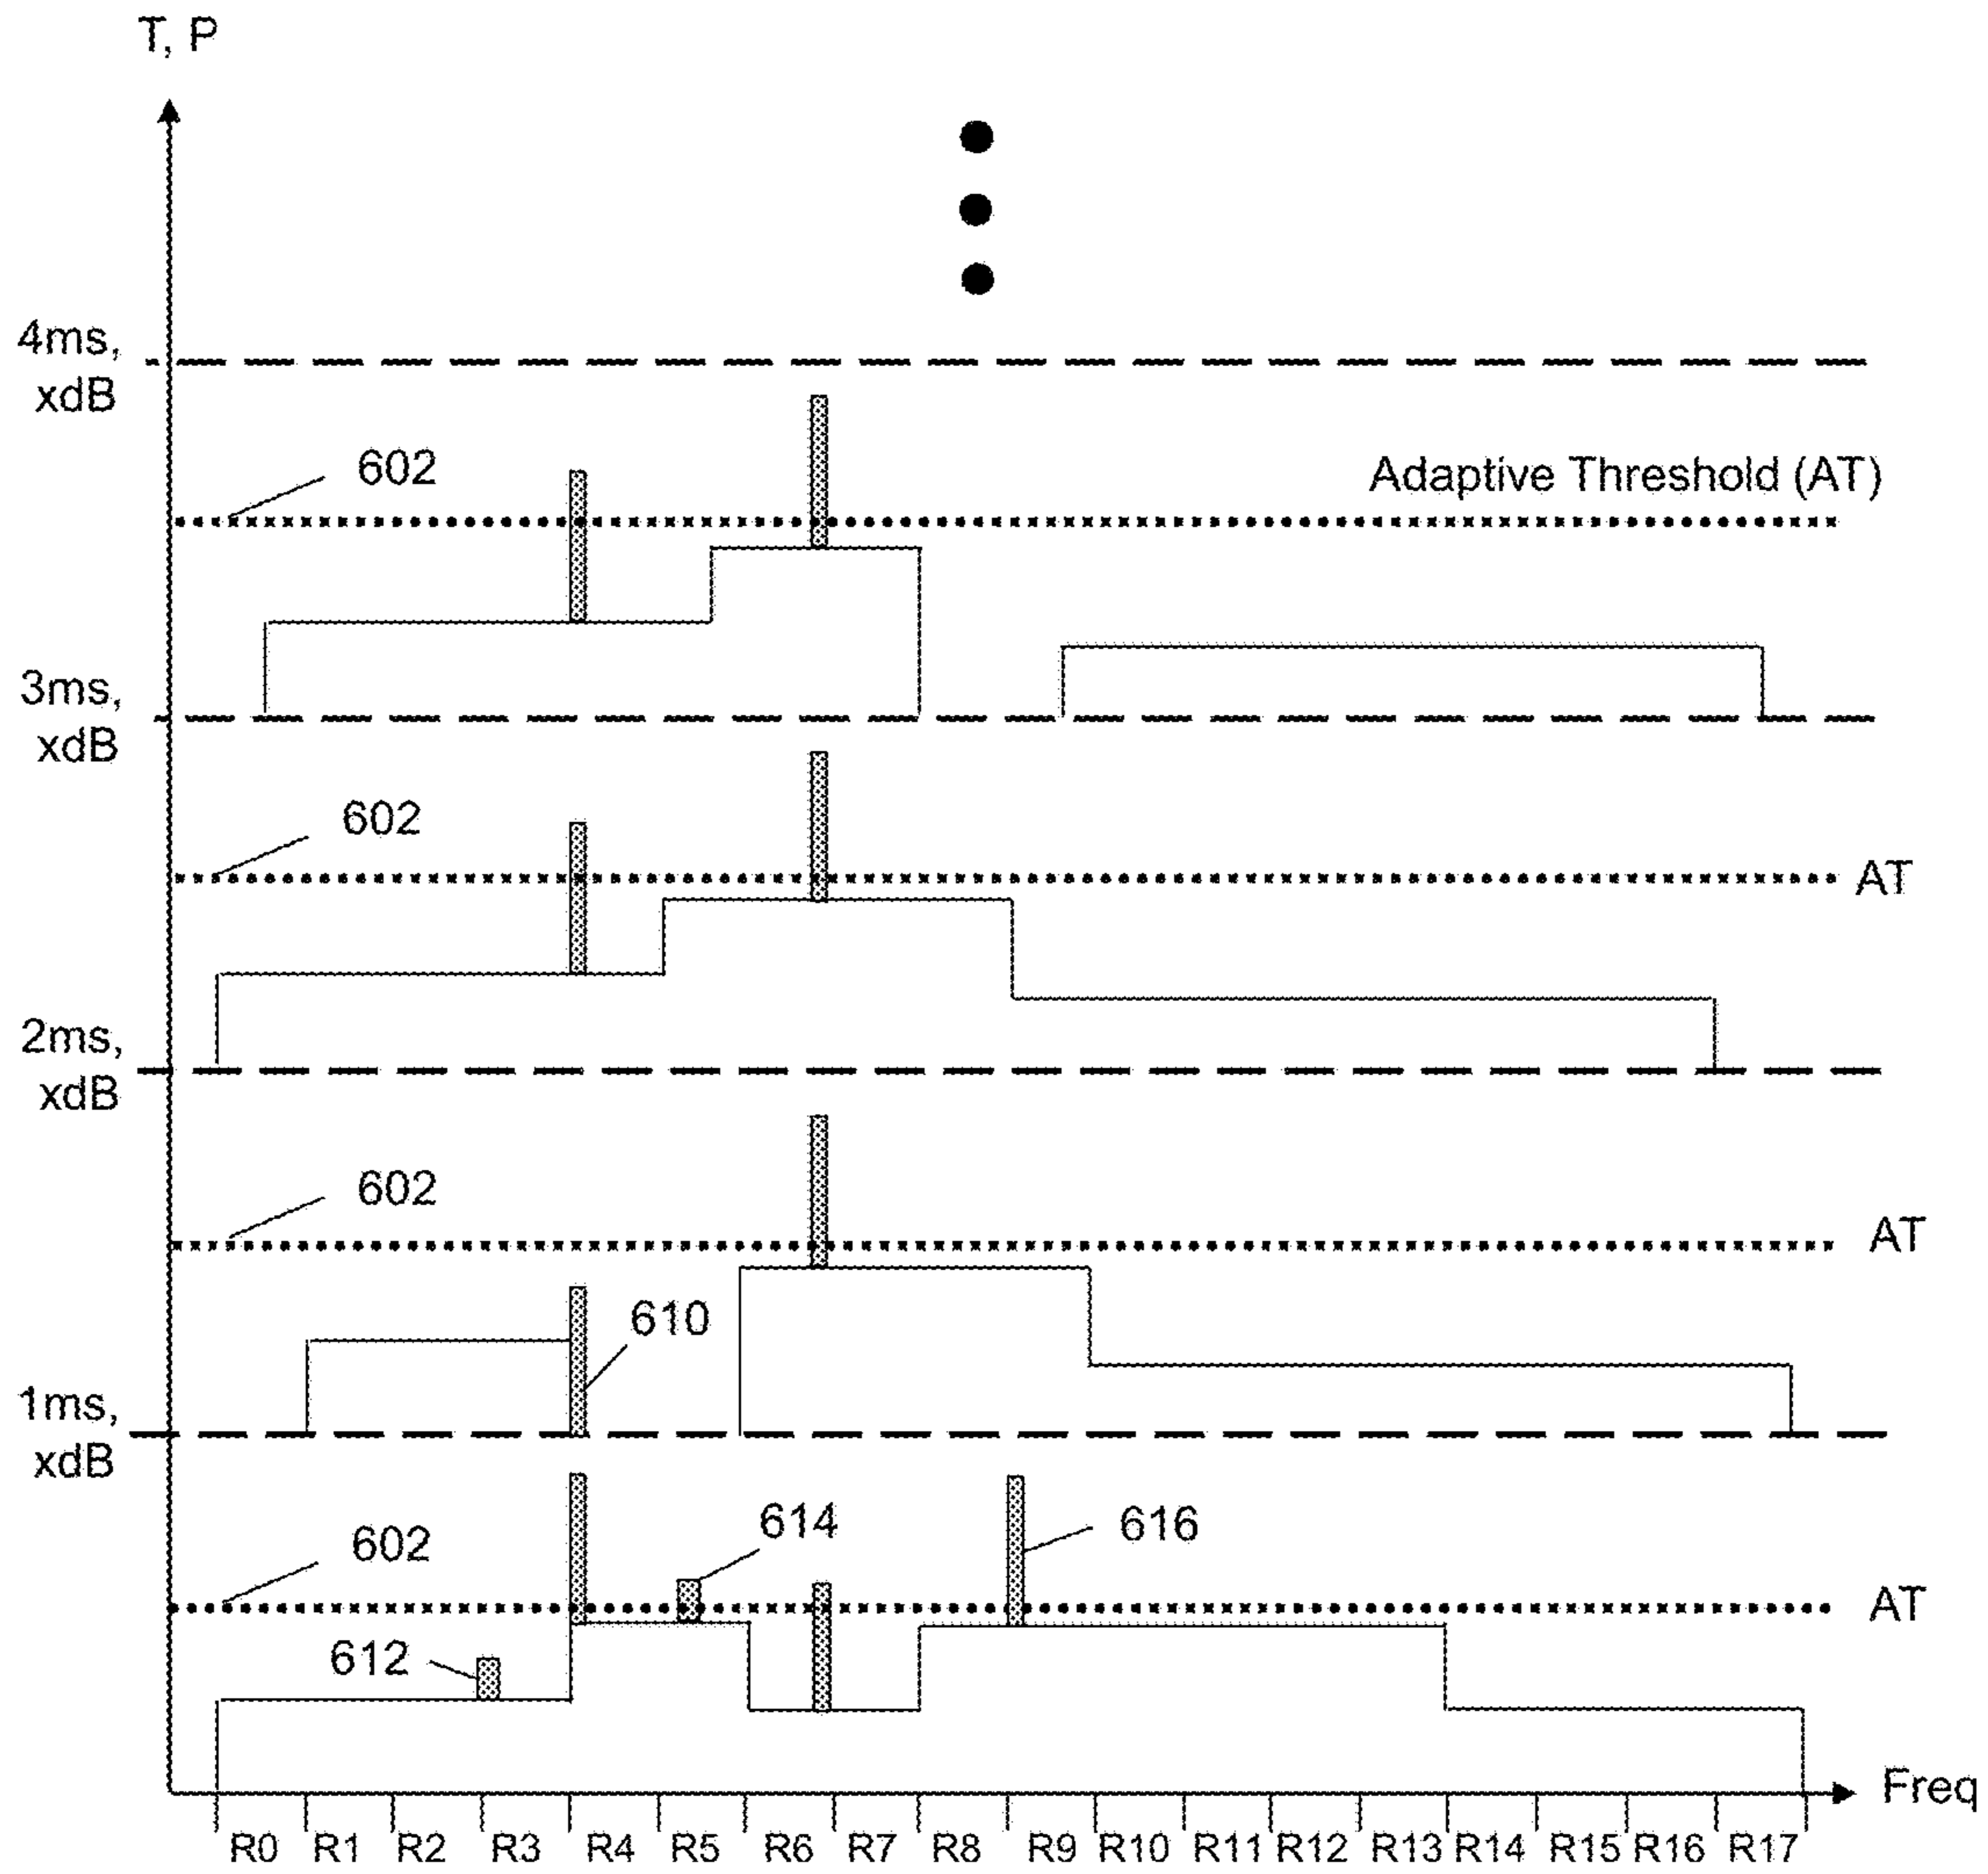 T, P
4ms,
xdB
602
Adaptive Threshold (AT)
3ms,
xdB
602
AT
2ms,
xdB
602
AT
610
1ms,
xdB
614
616
602
AT
612
Freq
R0 R1 R2 R3 R4 R5 R6 R7 R8 R9 R10 R11 R12 R13 R14 R15 R16 R17